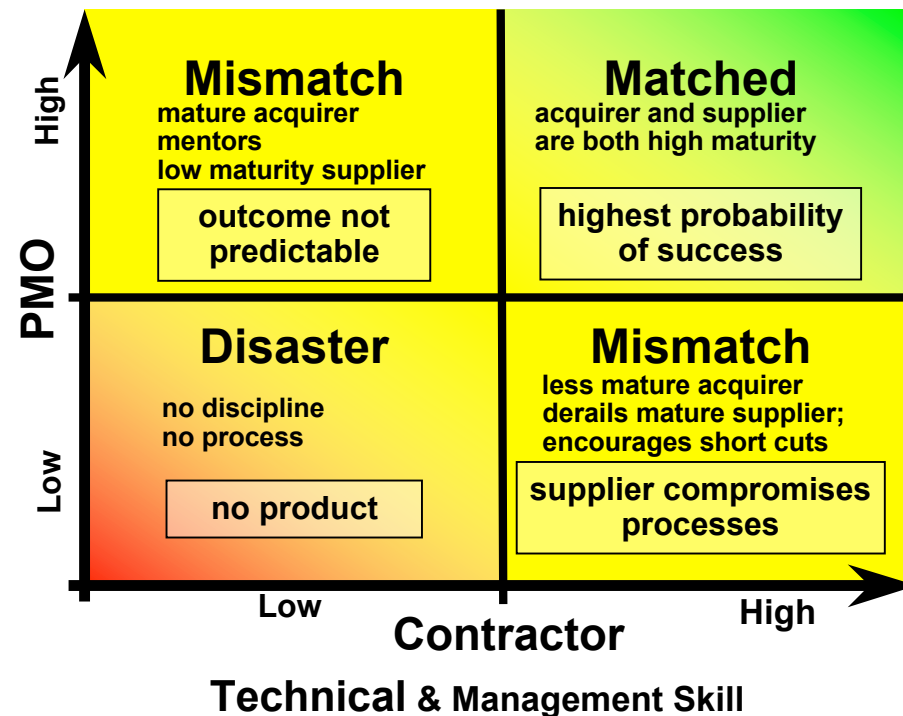 High
Mismatch
mature acquirer
mentors
low maturity supplier
outcome not
predictable
Matched
acquirer and supplier
are both high maturity
highest probability
of success
PMO
Disaster
no discipline
no process
no product
Mismatch
less mature acquirer
derails mature supplier;
encourages short cuts
supplier compromises
processes
Low
Low
High
Contractor
Technical & Management Skill